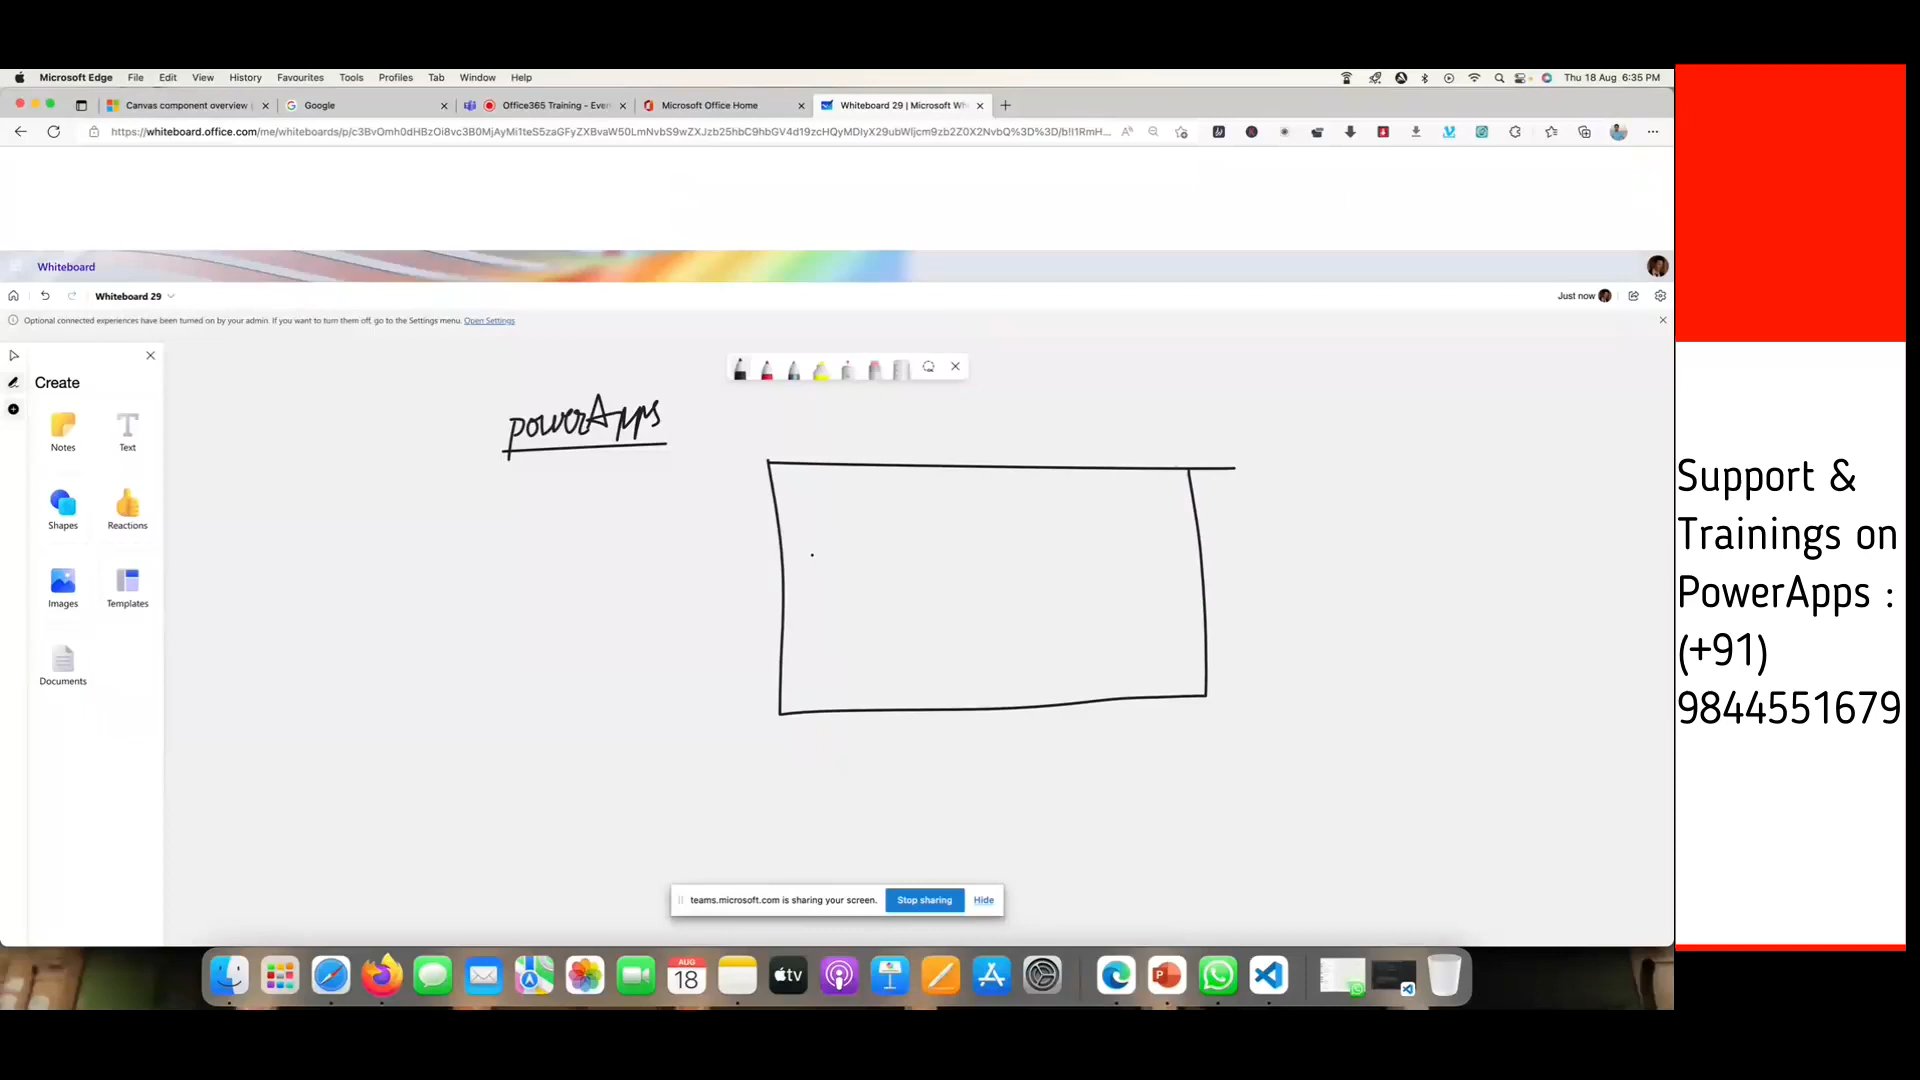 Microsoft Edge File Edit View History Favourites Tools Profiles Tab Window Help Thu 18 Aug 6:35 PM
Canvas component overview Google Office365 Training - Ever Microsoft Office Home Whiteboard 29 | Microsoft Wh
Whiteboard
Whiteboard 29 Just now
Optional connected experiences have been turned on by your admin. If you want to turn them off, go to the Settings menu. Open Settings
Create
Notes Text
Shapes Reactions
Images Templates
Documents
powerApps
teams.microsoft.com is sharing your screen. Stop sharing Hide
AUG
18
tv
Support &
Trainings on
PowerApps :
(+91)
9844551679